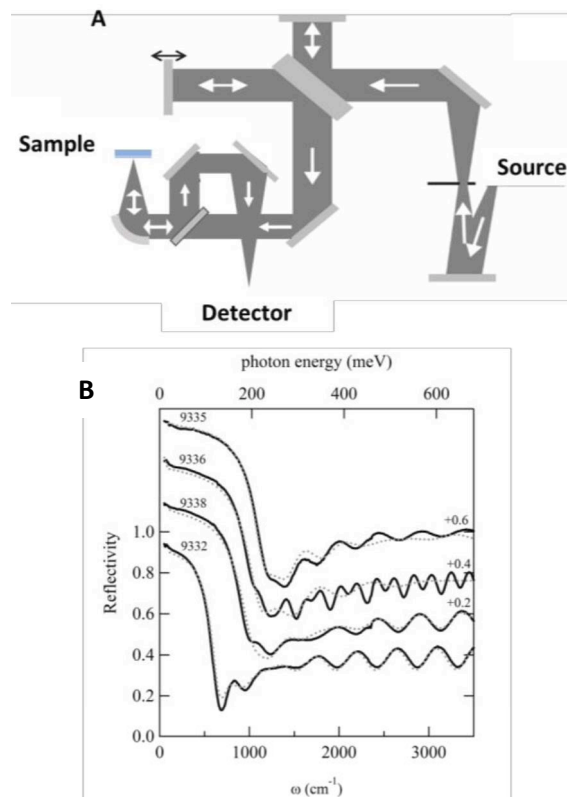 A
Sample
Source
Detector
B
photon energy (meV)
0 200 400 600
9335
9336
9338
9332
+0.6
+0.4
+0.2
1.0
0.8
0.6
0.4
0.2
0.0
Reflectivity
0 1000 2000 3000
ω (cm⁻¹)